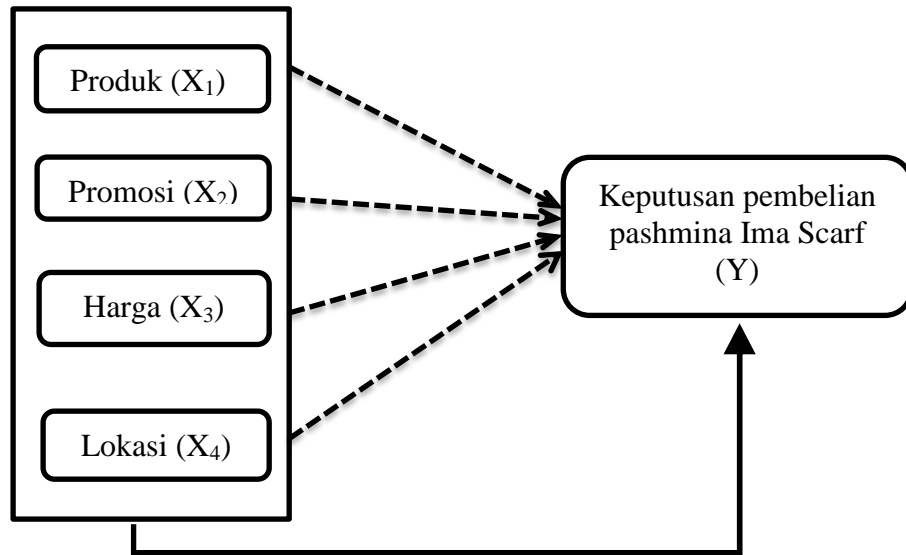 Produk (X₁)
Promosi (X₂)
Harga (X₃)
Lokasi (X₄)
Keputusan pembelian
pashmina Ima Scarf
(Y)